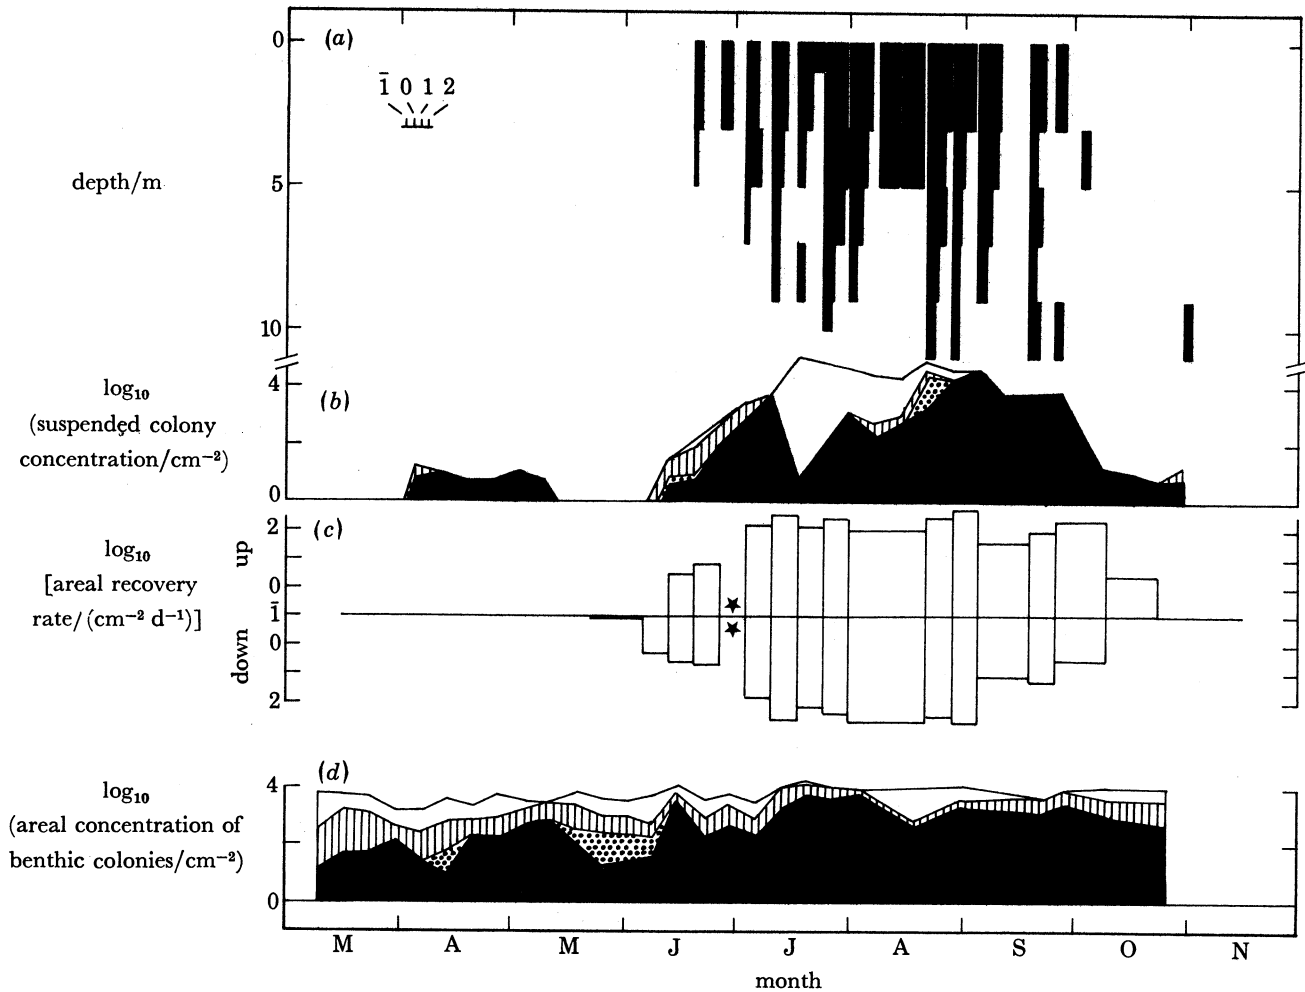 (a)
0
1̄ 0 1 2
depth/m
5
10
log₁₀
(suspended colony
concentration/cm⁻²)
4
(b)
0
log₁₀
[areal recovery
rate/(cm⁻² d⁻¹)]
up
down
2
(c)
0
1̄
0
2
log₁₀
(areal concentration of
benthic colonies/cm⁻²)
(d)
4
2
0
M A M J J A S O N
month